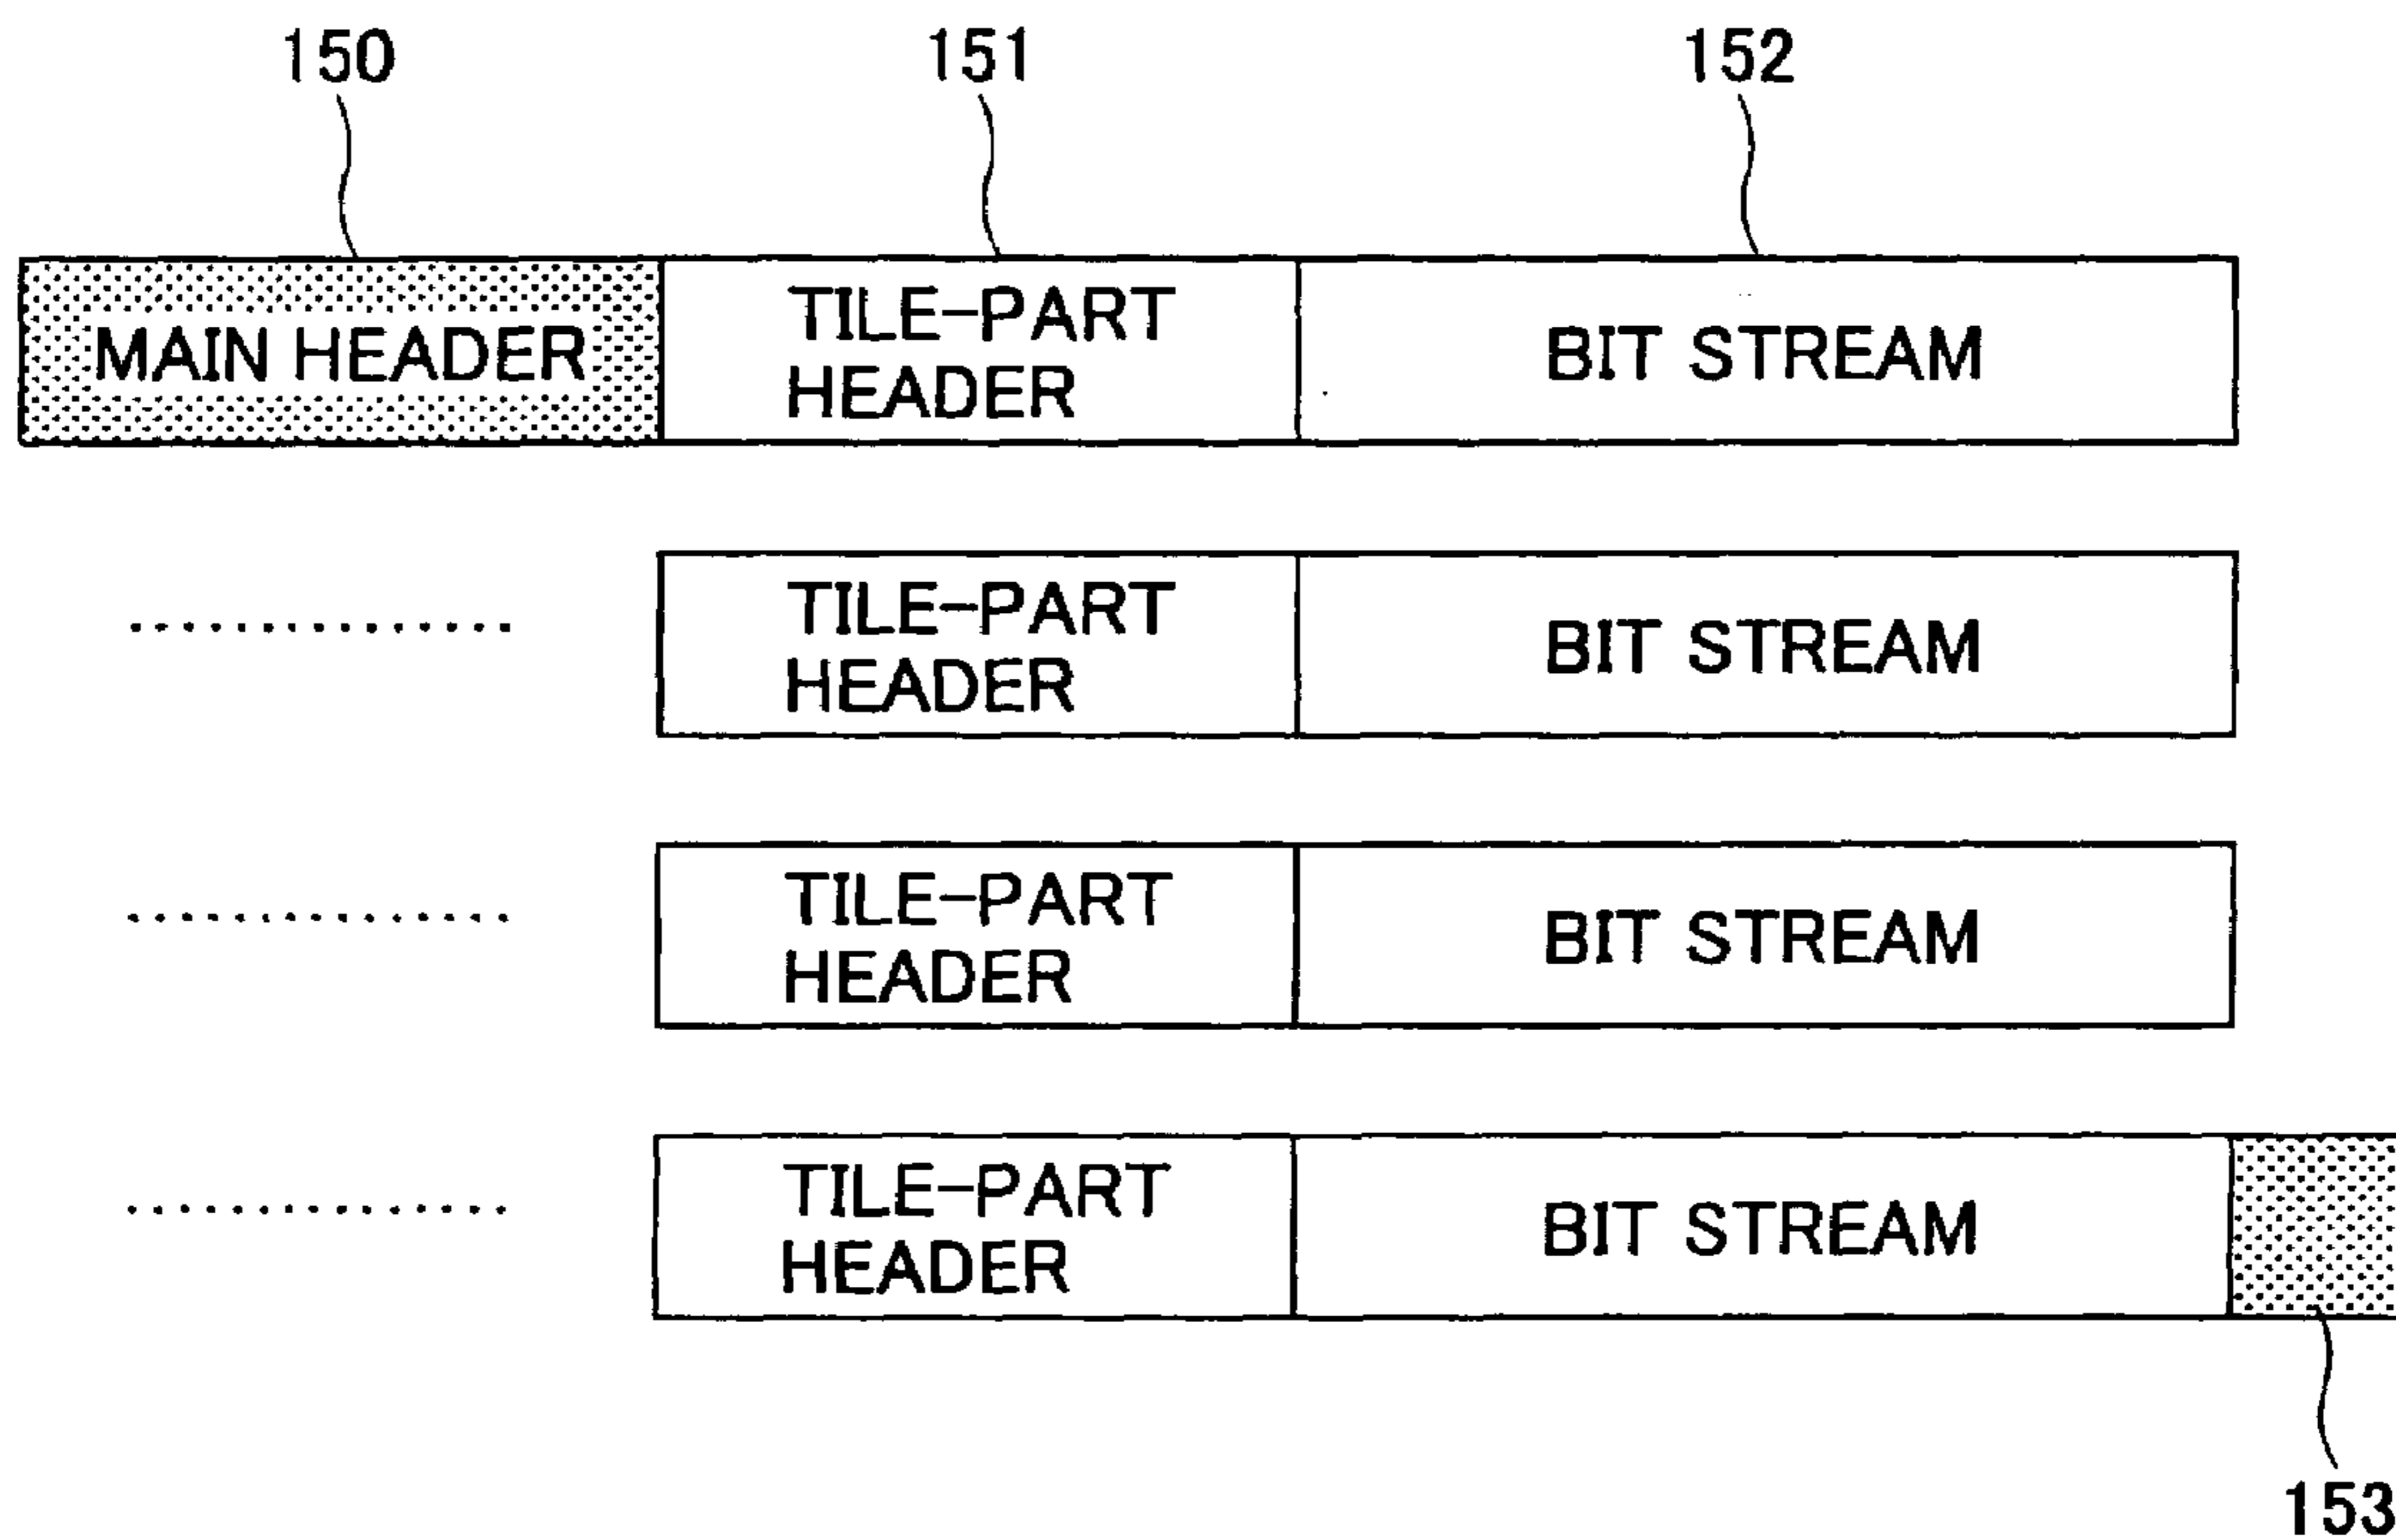 150 151 152
MAIN HEADER
TILE-PART
HEADER
BIT STREAM
TILE-PART
HEADER
BIT STREAM
TILE-PART
HEADER
BIT STREAM
TILE-PART
HEADER
BIT STREAM
153